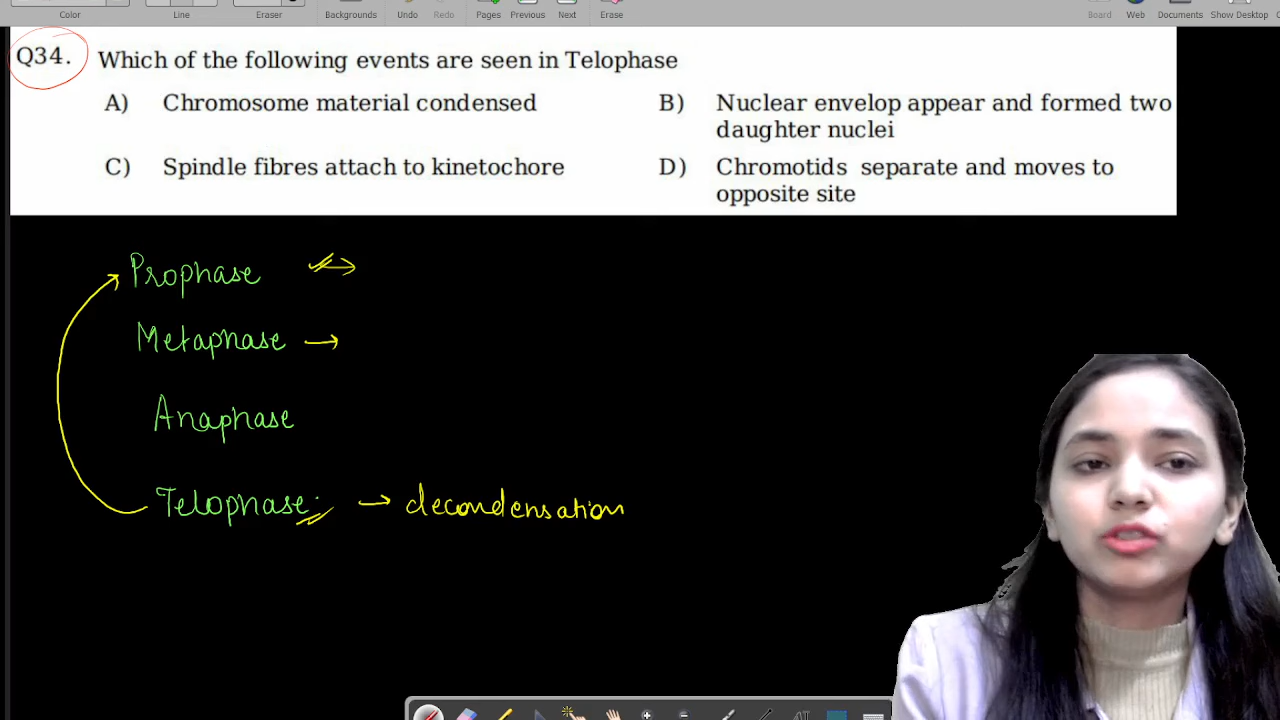 Color Line Eraser Backgrounds Undo Redo Pages Previous Next Erase Board Web Documents Show Desktop
Q34. Which of the following events are seen in Telophase
A) Chromosome material condensed
B) Nuclear envelop appear and formed two
daughter nuclei
C) Spindle fibres attach to kinetochore
D) Chromotids separate and moves to
opposite site
Prophase
Metaphase →
Anaphase
Telophase → decondensation